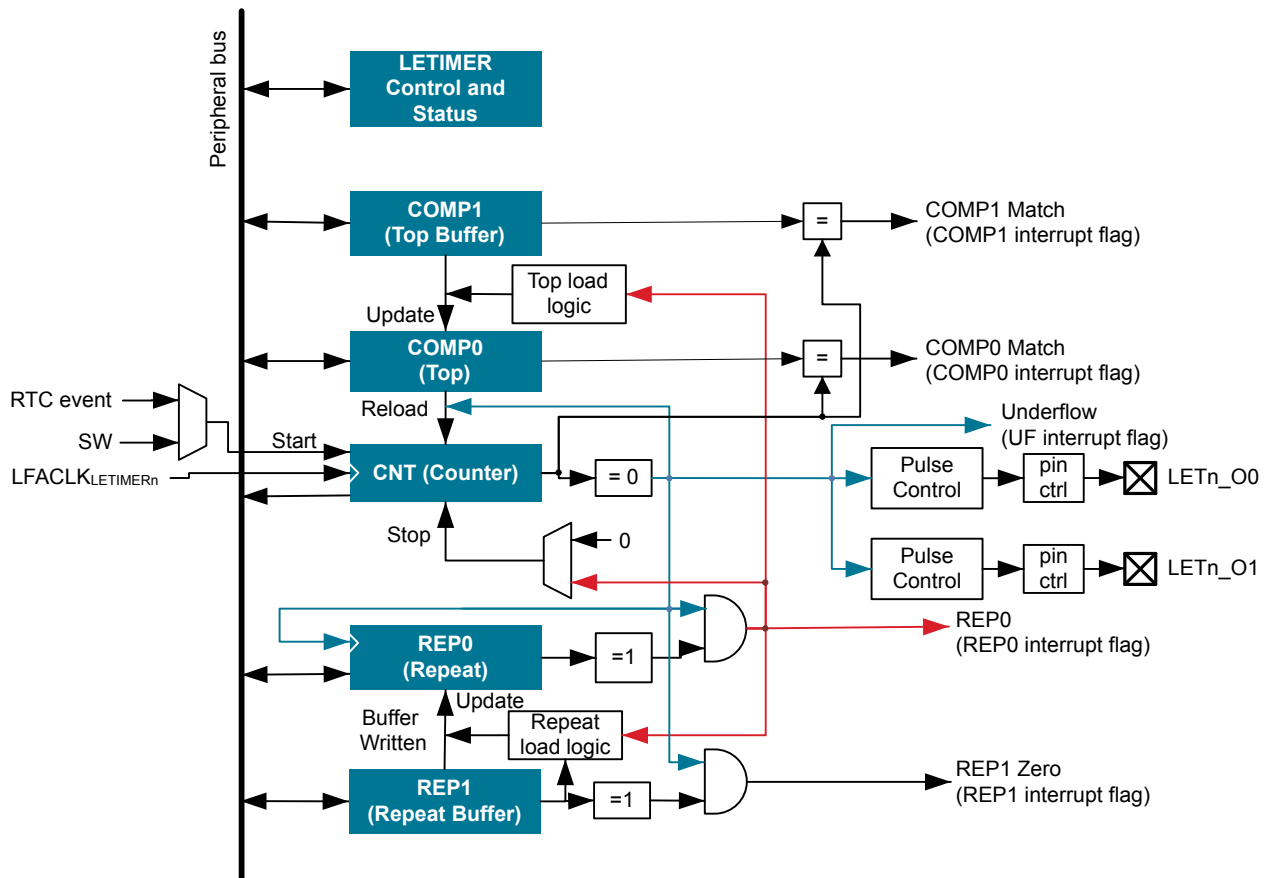 Peripheral bus
LETIMER
Control and
Status
COMP1
(Top Buffer)
=
COMP1 Match
(COMP1 interrupt flag)
Top load
logic
Update
COMP0
(Top)
=
COMP0 Match
(COMP0 interrupt flag)
RTC event
SW
Reload
Start
Underflow
(UF interrupt flag)
LFACLKLETIMERn
CNT (Counter)
= 0
Pulse
Control
pin
ctrl
LETn_O0
Stop
0
Pulse
Control
pin
ctrl
LETn_O1
REP0
(Repeat)
=1
REP0
(REP0 interrupt flag)
Update
Buffer
Written
Repeat
load logic
REP1
(Repeat Buffer)
=1
REP1 Zero
(REP1 interrupt flag)